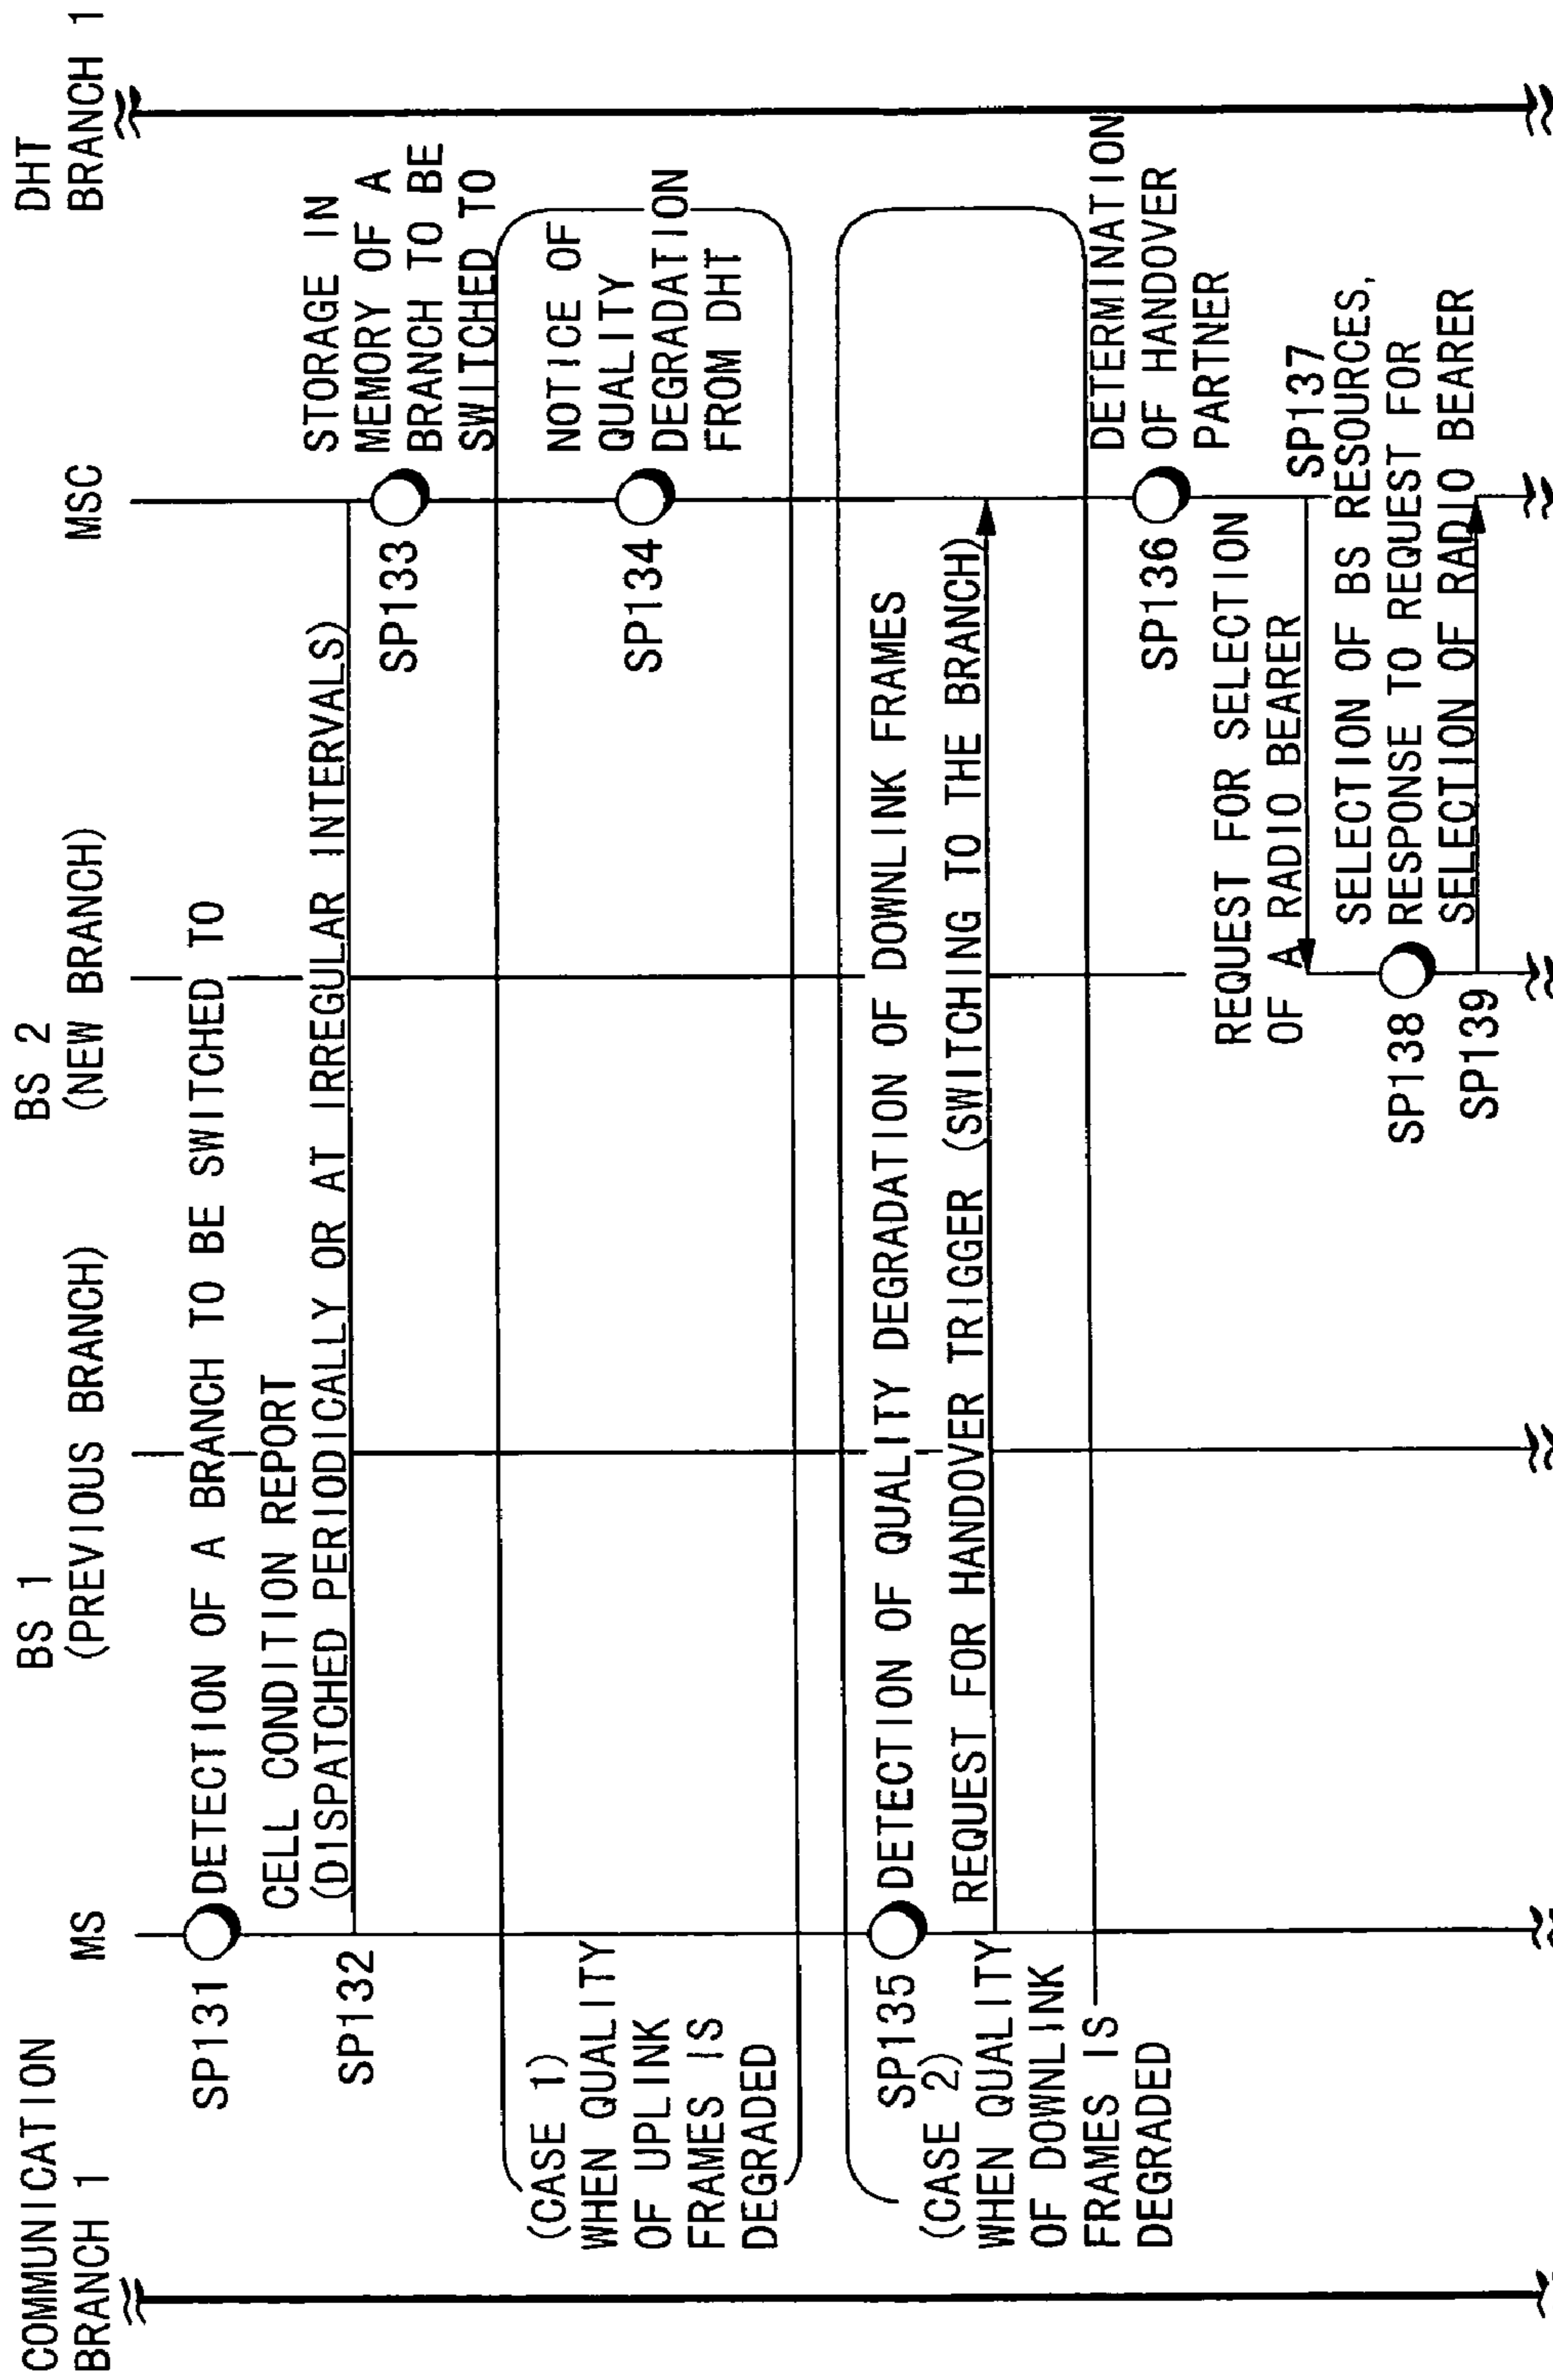 COMMUNICATION
BRANCH 1
MS
BS 1
(PREVIOUS BRANCH)
BS 2
(NEW BRANCH)
MSC
DHT
BRANCH 1
SP131
DETECTION OF A BRANCH TO BE SWITCHED TO
CELL CONDITION REPORT
(DISPATCHED PERIODICALLY OR AT IRREGULAR INTERVALS)
SP132
SP133
STORAGE IN
MEMORY OF A
BRANCH TO BE
SWITCHED TO
(CASE 1)
WHEN QUALITY
OF UPLINK
FRAMES IS
DEGRADED
SP134
NOTICE OF
QUALITY
DEGRADATION
FROM DHT
SP135
DETECTION OF QUALITY DEGRADATION OF DOWNLINK FRAMES
(CASE 2)
WHEN QUALITY
OF DOWNLINK
FRAMES IS
DEGRADED
REQUEST FOR HANDOVER TRIGGER (SWITCHING TO THE BRANCH)
SP136
DETERMINATION
OF HANDOVER
PARTNER
REQUEST FOR SELECTION
OF A RADIO BEARER
SP137
SP138
SELECTION OF BS RESOURCES,
RESPONSE TO REQUEST FOR
SELECTION OF RADIO BEARER
SP139